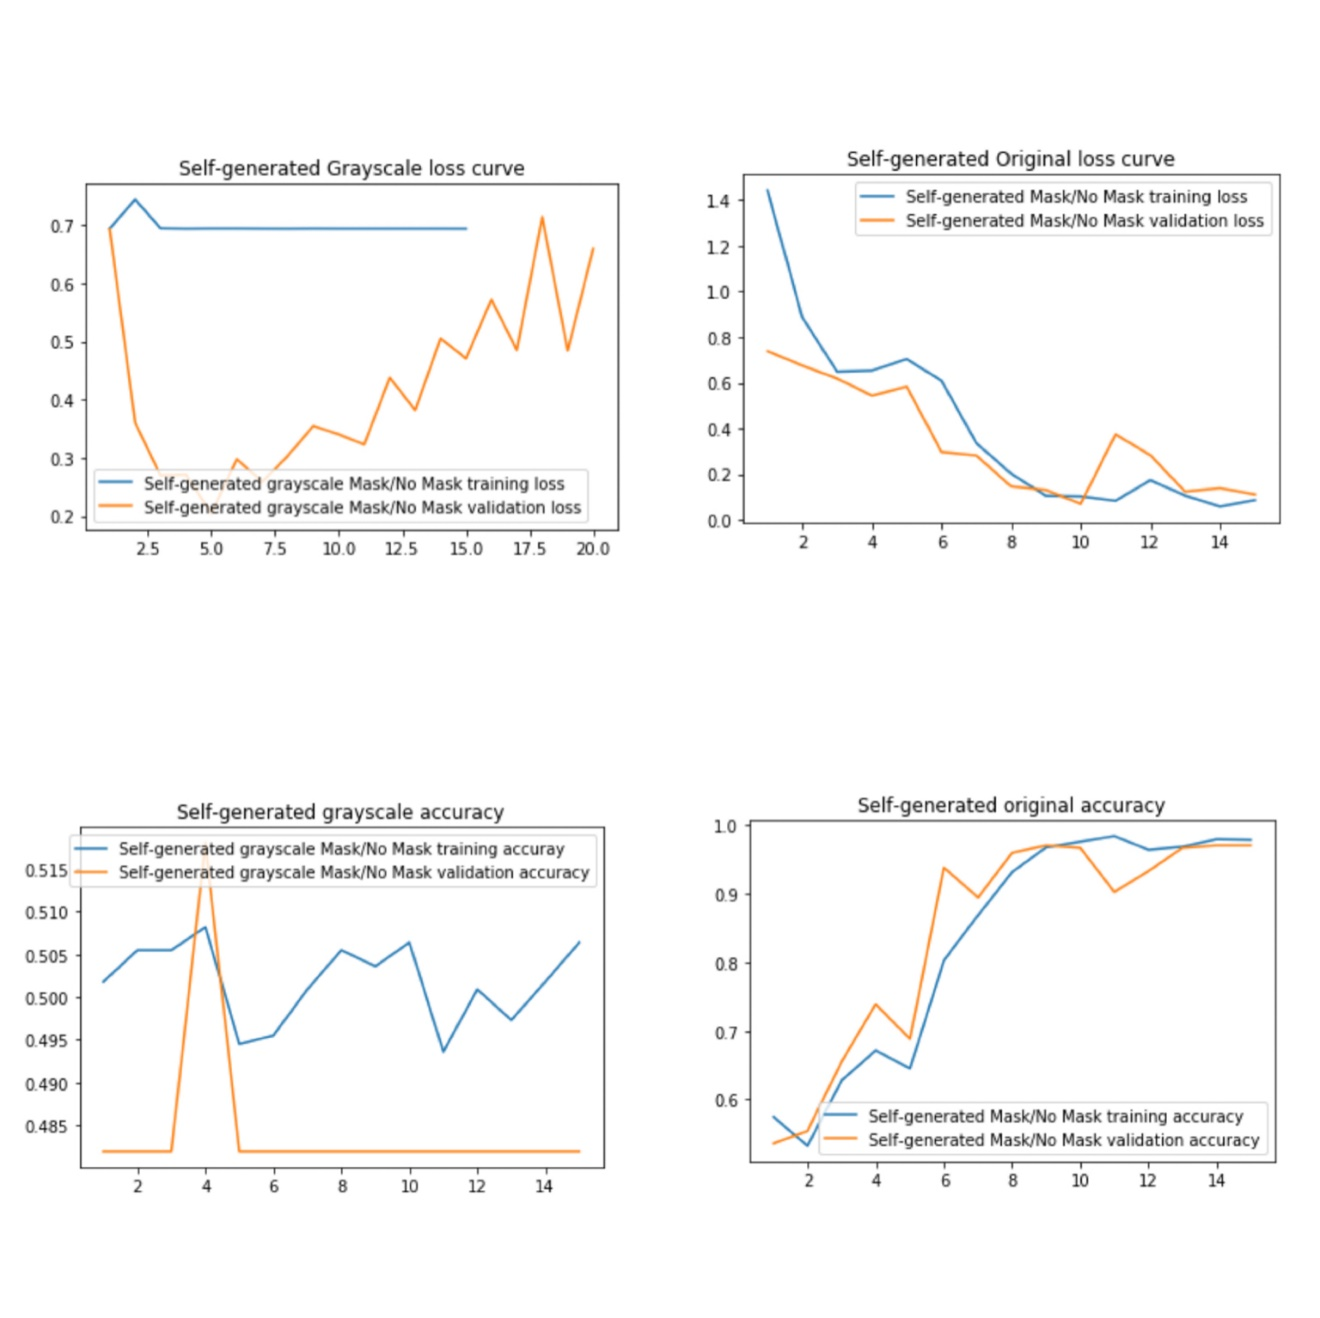 Self-generated Grayscale loss curve
0.7
0.6
0.5
0.4
0.3
0.2
Self-generated grayscale Mask/No Mask training loss
Self-generated grayscale Mask/No Mask validation loss
2.5 5.0 7.5 10.0 12.5 15.0 17.5 20.0
Self-generated Original loss curve
1.4
1.2
1.0
0.8
0.6
0.4
0.2
0.0
Self-generated Mask/No Mask training loss
Self-generated Mask/No Mask validation loss
2 4 6 8 10 12 14
Self-generated grayscale accuracy
Self-generated grayscale Mask/No Mask training accuray
Self-generated grayscale Mask/No Mask validation accuracy
0.515
0.510
0.505
0.500
0.495
0.490
0.485
2 4 6 8 10 12 14
Self-generated original accuracy
1.0
0.9
0.8
0.7
0.6
Self-generated Mask/No Mask training accuracy
Self-generated Mask/No Mask validation accuracy
2 4 6 8 10 12 14